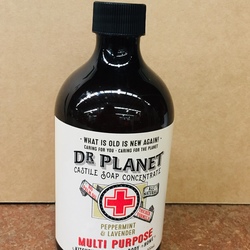 · WHAT IS OLD IS NEW AGAIN! ·
CARING FOR YOU · CARING FOR THE PLANET
DR PLANET
CASTILE SOAP CONCENTRATE
PEPPERMINT
& LAVENDER
MULTI PURPOSE